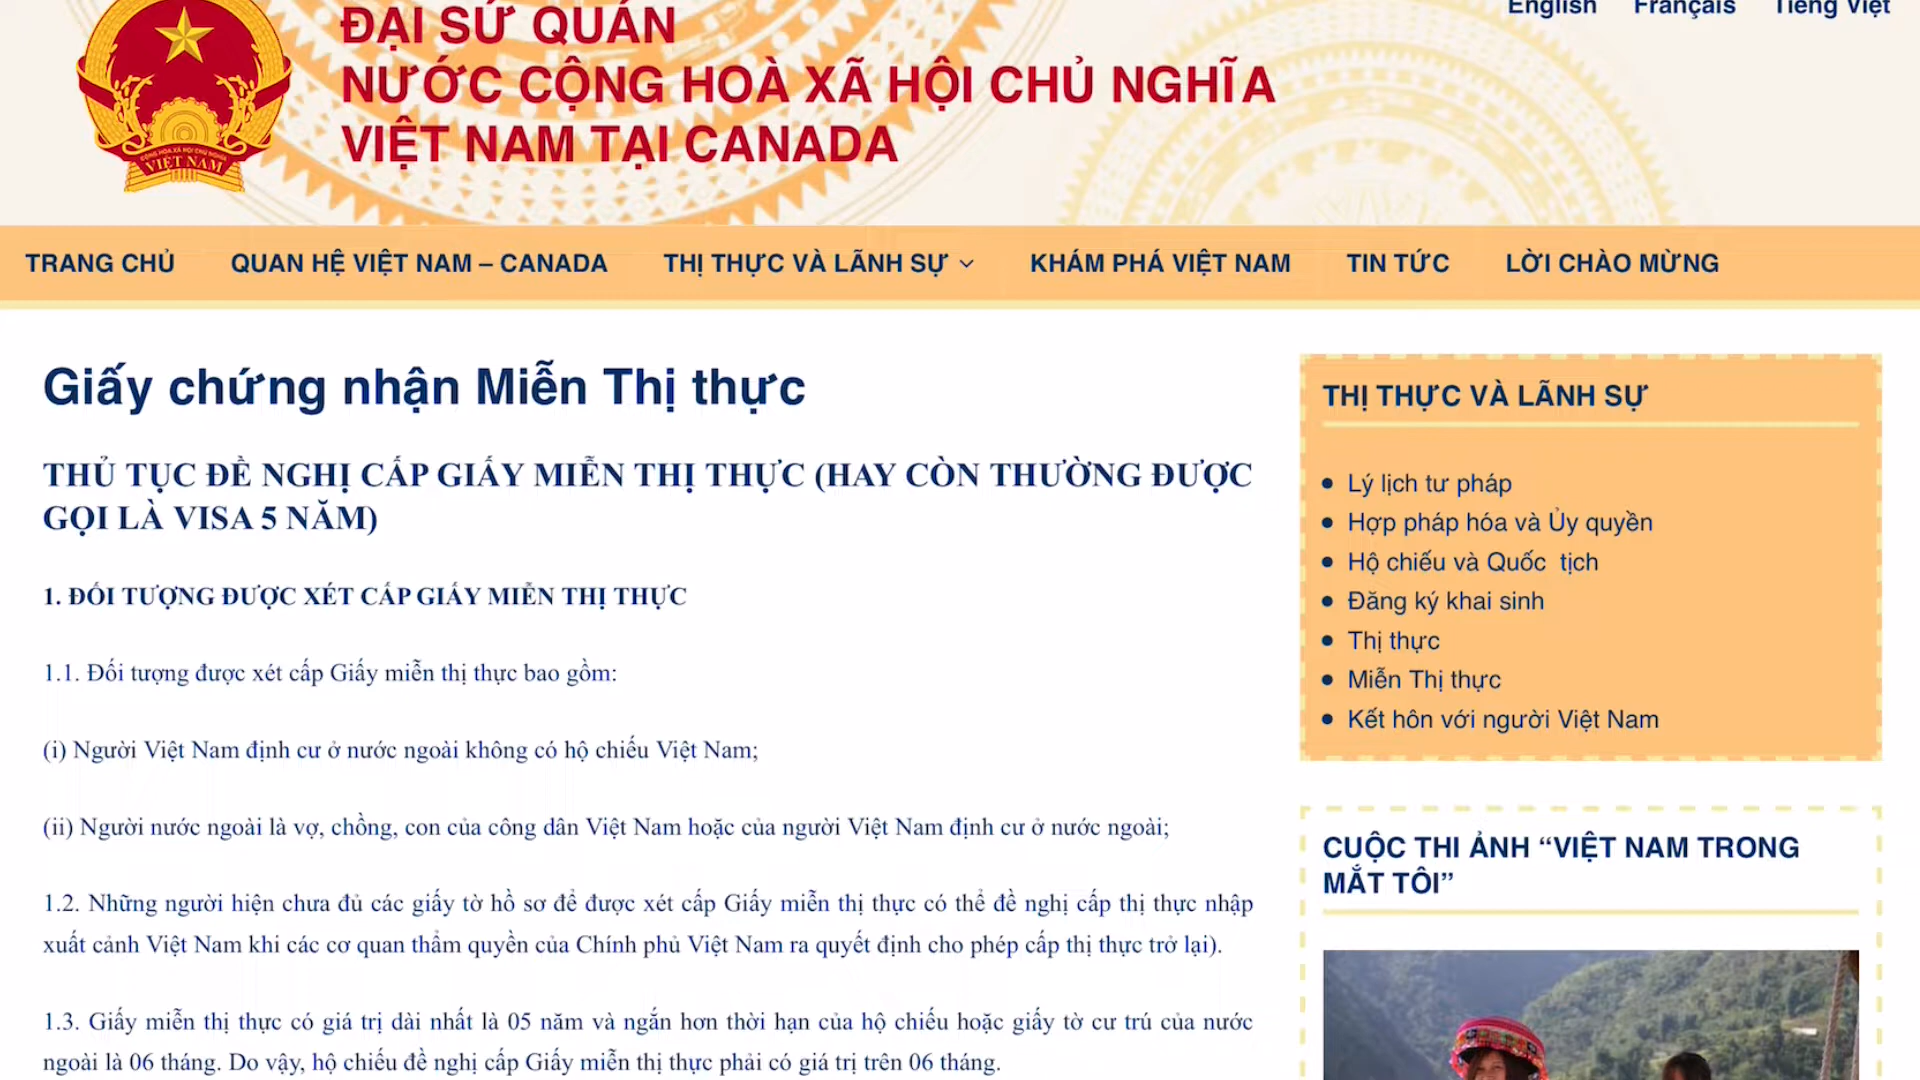 English Français Tiếng Việt
ĐẠI SỨ QUÁN
NƯỚC CỘNG HOÀ XÃ HỘI CHỦ NGHĨA
VIỆT NAM TẠI CANADA
CỘNG HÒA XÃ HỘI CHỦ NGHĨA
VIỆT NAM
TRANG CHỦ QUAN HỆ VIỆT NAM – CANADA THỊ THỰC VÀ LÃNH SỰ KHÁM PHÁ VIỆT NAM TIN TỨC LỜI CHÀO MỪNG
Giấy chứng nhận Miễn Thị thực
THỦ TỤC ĐỀ NGHỊ CẤP GIẤY MIỄN THỊ THỰC (HAY CÒN THƯỜNG ĐƯỢC
GỌI LÀ VISA 5 NĂM)
1. ĐỐI TƯỢNG ĐƯỢC XÉT CẤP GIẤY MIỄN THỊ THỰC
1.1. Đối tượng được xét cấp Giấy miễn thị thực bao gồm:
(i) Người Việt Nam định cư ở nước ngoài không có hộ chiếu Việt Nam;
(ii) Người nước ngoài là vợ, chồng, con của công dân Việt Nam hoặc của người Việt Nam định cư ở nước ngoài;
1.2. Những người hiện chưa đủ các giấy tờ hồ sơ để được xét cấp Giấy miễn thị thực có thể đề nghị cấp thị thực nhập
xuất cảnh Việt Nam khi các cơ quan thẩm quyền của Chính phủ Việt Nam ra quyết định cho phép cấp thị thực trở lại).
1.3. Giấy miễn thị thực có giá trị dài nhất là 05 năm và ngắn hơn thời hạn của hộ chiếu hoặc giấy tờ cư trú của nước
ngoài là 06 tháng. Do vậy, hộ chiếu đề nghị cấp Giấy miễn thị thực phải có giá trị trên 06 tháng.
THỊ THỰC VÀ LÃNH SỰ
Lý lịch tư pháp
Hợp pháp hóa và Ủy quyền
Hộ chiếu và Quốc tịch
Đăng ký khai sinh
Thị thực
Miễn Thị thực
Kết hôn với người Việt Nam
CUỘC THI ẢNH “VIỆT NAM TRONG
MẮT TÔI”